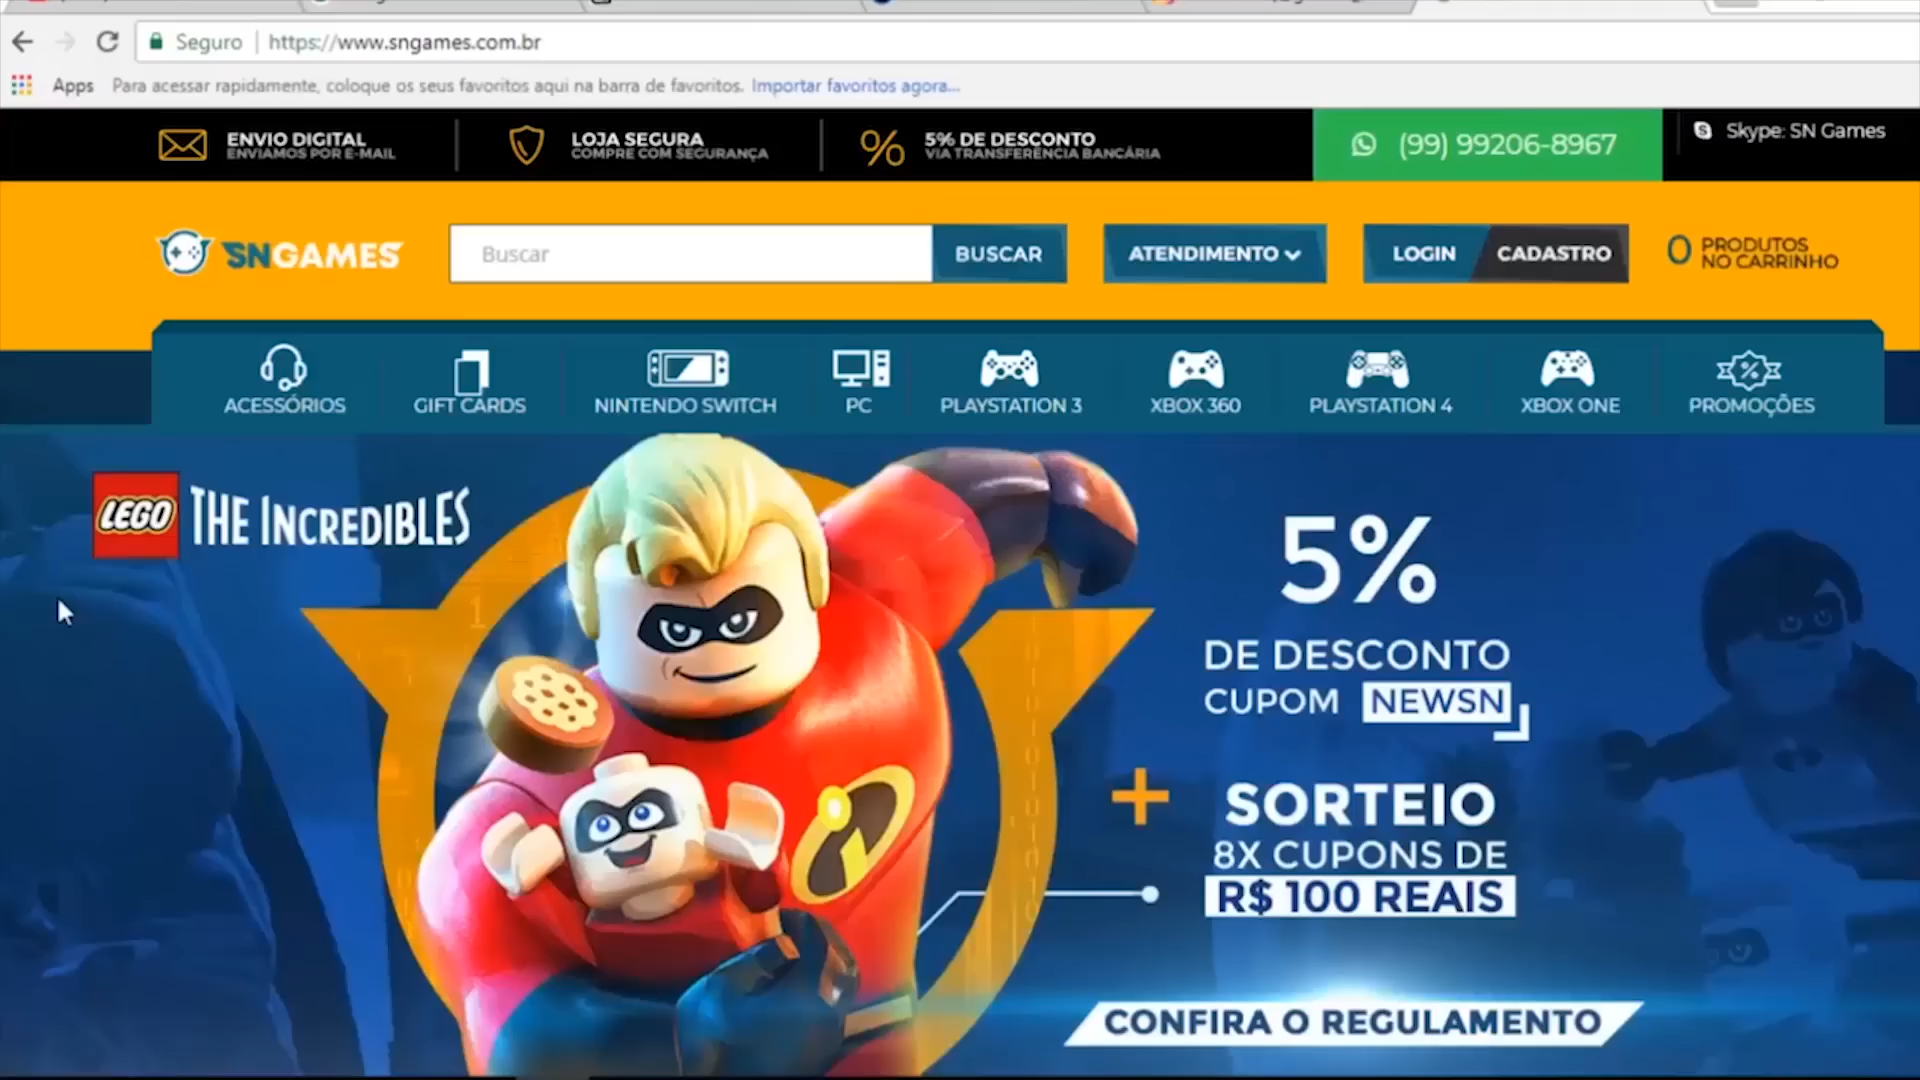 Seguro https://www.sngames.com.br
Apps Para acessar rapidamente, coloque os seus favoritos aqui na barra de favoritos. Importar favoritos agora...
ENVIO DIGITAL
ENVIAMOS POR E-MAIL
LOJA SEGURA
COMPRE COM SEGURANÇA
5% DE DESCONTO
VIA TRANSFERÊNCIA BANCÁRIA
(99) 99206-8967
Skype: SN Games
SNGAMES
Buscar
BUSCAR
ATENDIMENTO
LOGIN
CADASTRO
0 PRODUTOS
NO CARRINHO
ACESSÓRIOS
GIFT CARDS
NINTENDO SWITCH
PC
PLAYSTATION 3
XBOX 360
PLAYSTATION 4
XBOX ONE
PROMOÇÕES
LEGO THE INCREDIBLES
5%
DE DESCONTO
CUPOM NEWSN
+ SORTEIO
8X CUPONS DE
R$ 100 REAIS
CONFIRA O REGULAMENTO